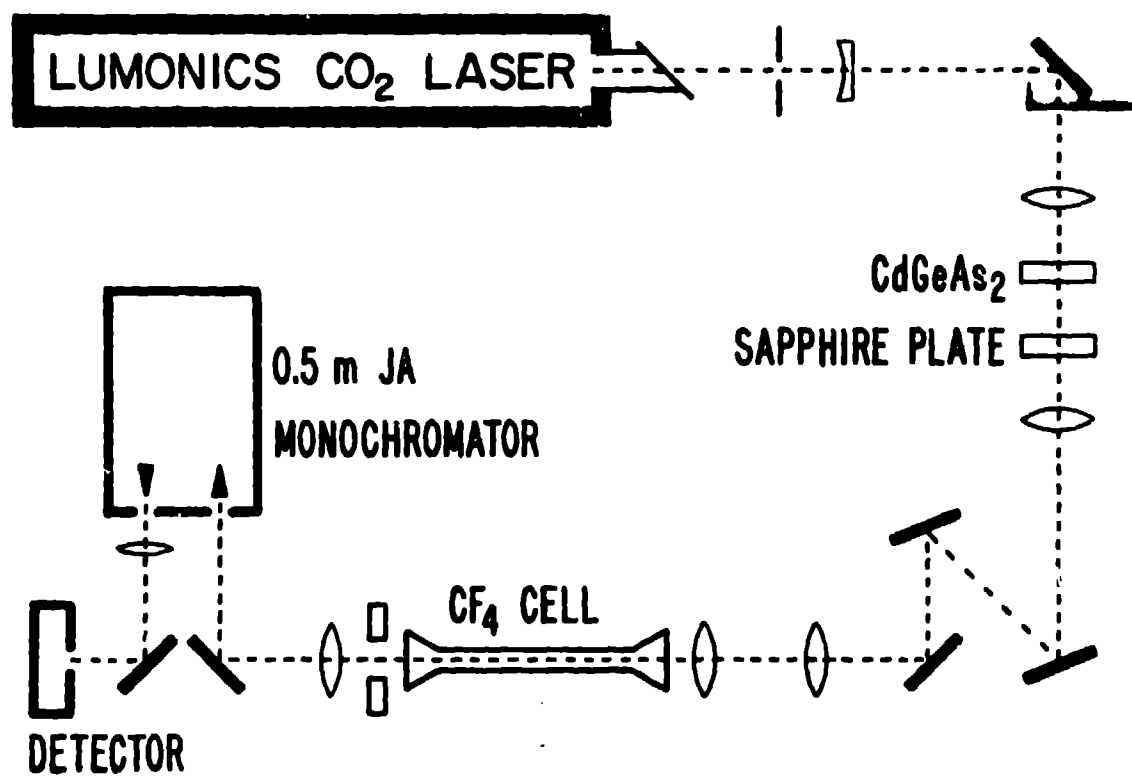 LUMONICS CO₂ LASER
CdGeAs₂
SAPPHIRE PLATE
0.5 m JA
MONOCHROMATOR
CF₄ CELL
DETECTOR